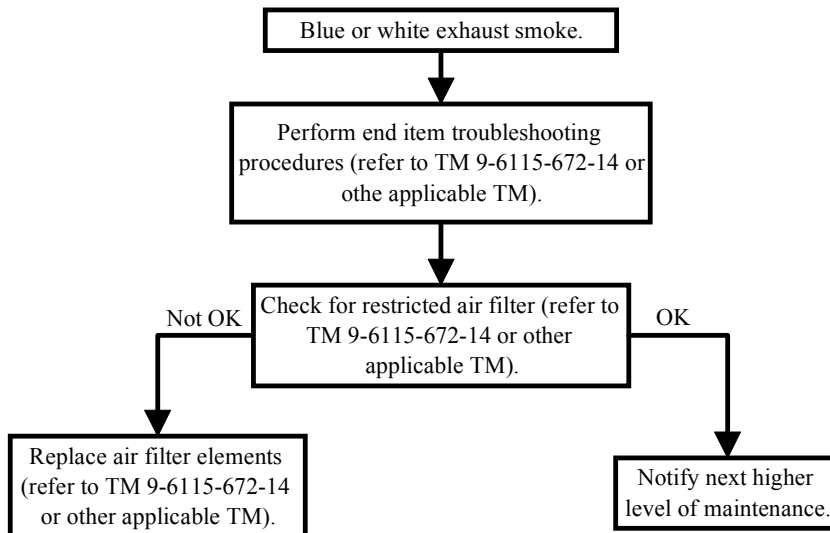 Blue or white exhaust smoke.
Perform end item troubleshooting
procedures (refer to TM 9-6115-672-14 or
othe applicable TM).
Check for restricted air filter (refer to
TM 9-6115-672-14 or other
applicable TM).
Not OK
OK
Replace air filter elements
(refer to TM 9-6115-672-14
or other applicable TM).
Notify next higher
level of maintenance.